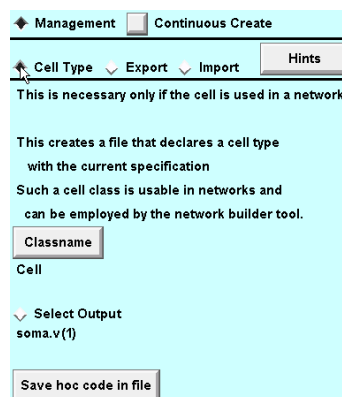 Management Continuous Create
Cell Type Export Import Hints
This is necessary only if the cell is used in a network
This creates a file that declares a cell type
with the current specification
Such a cell class is usable in networks and
can be employed by the network builder tool.
Classname
Cell
Select Output
soma.v(1)
Save hoc code in file